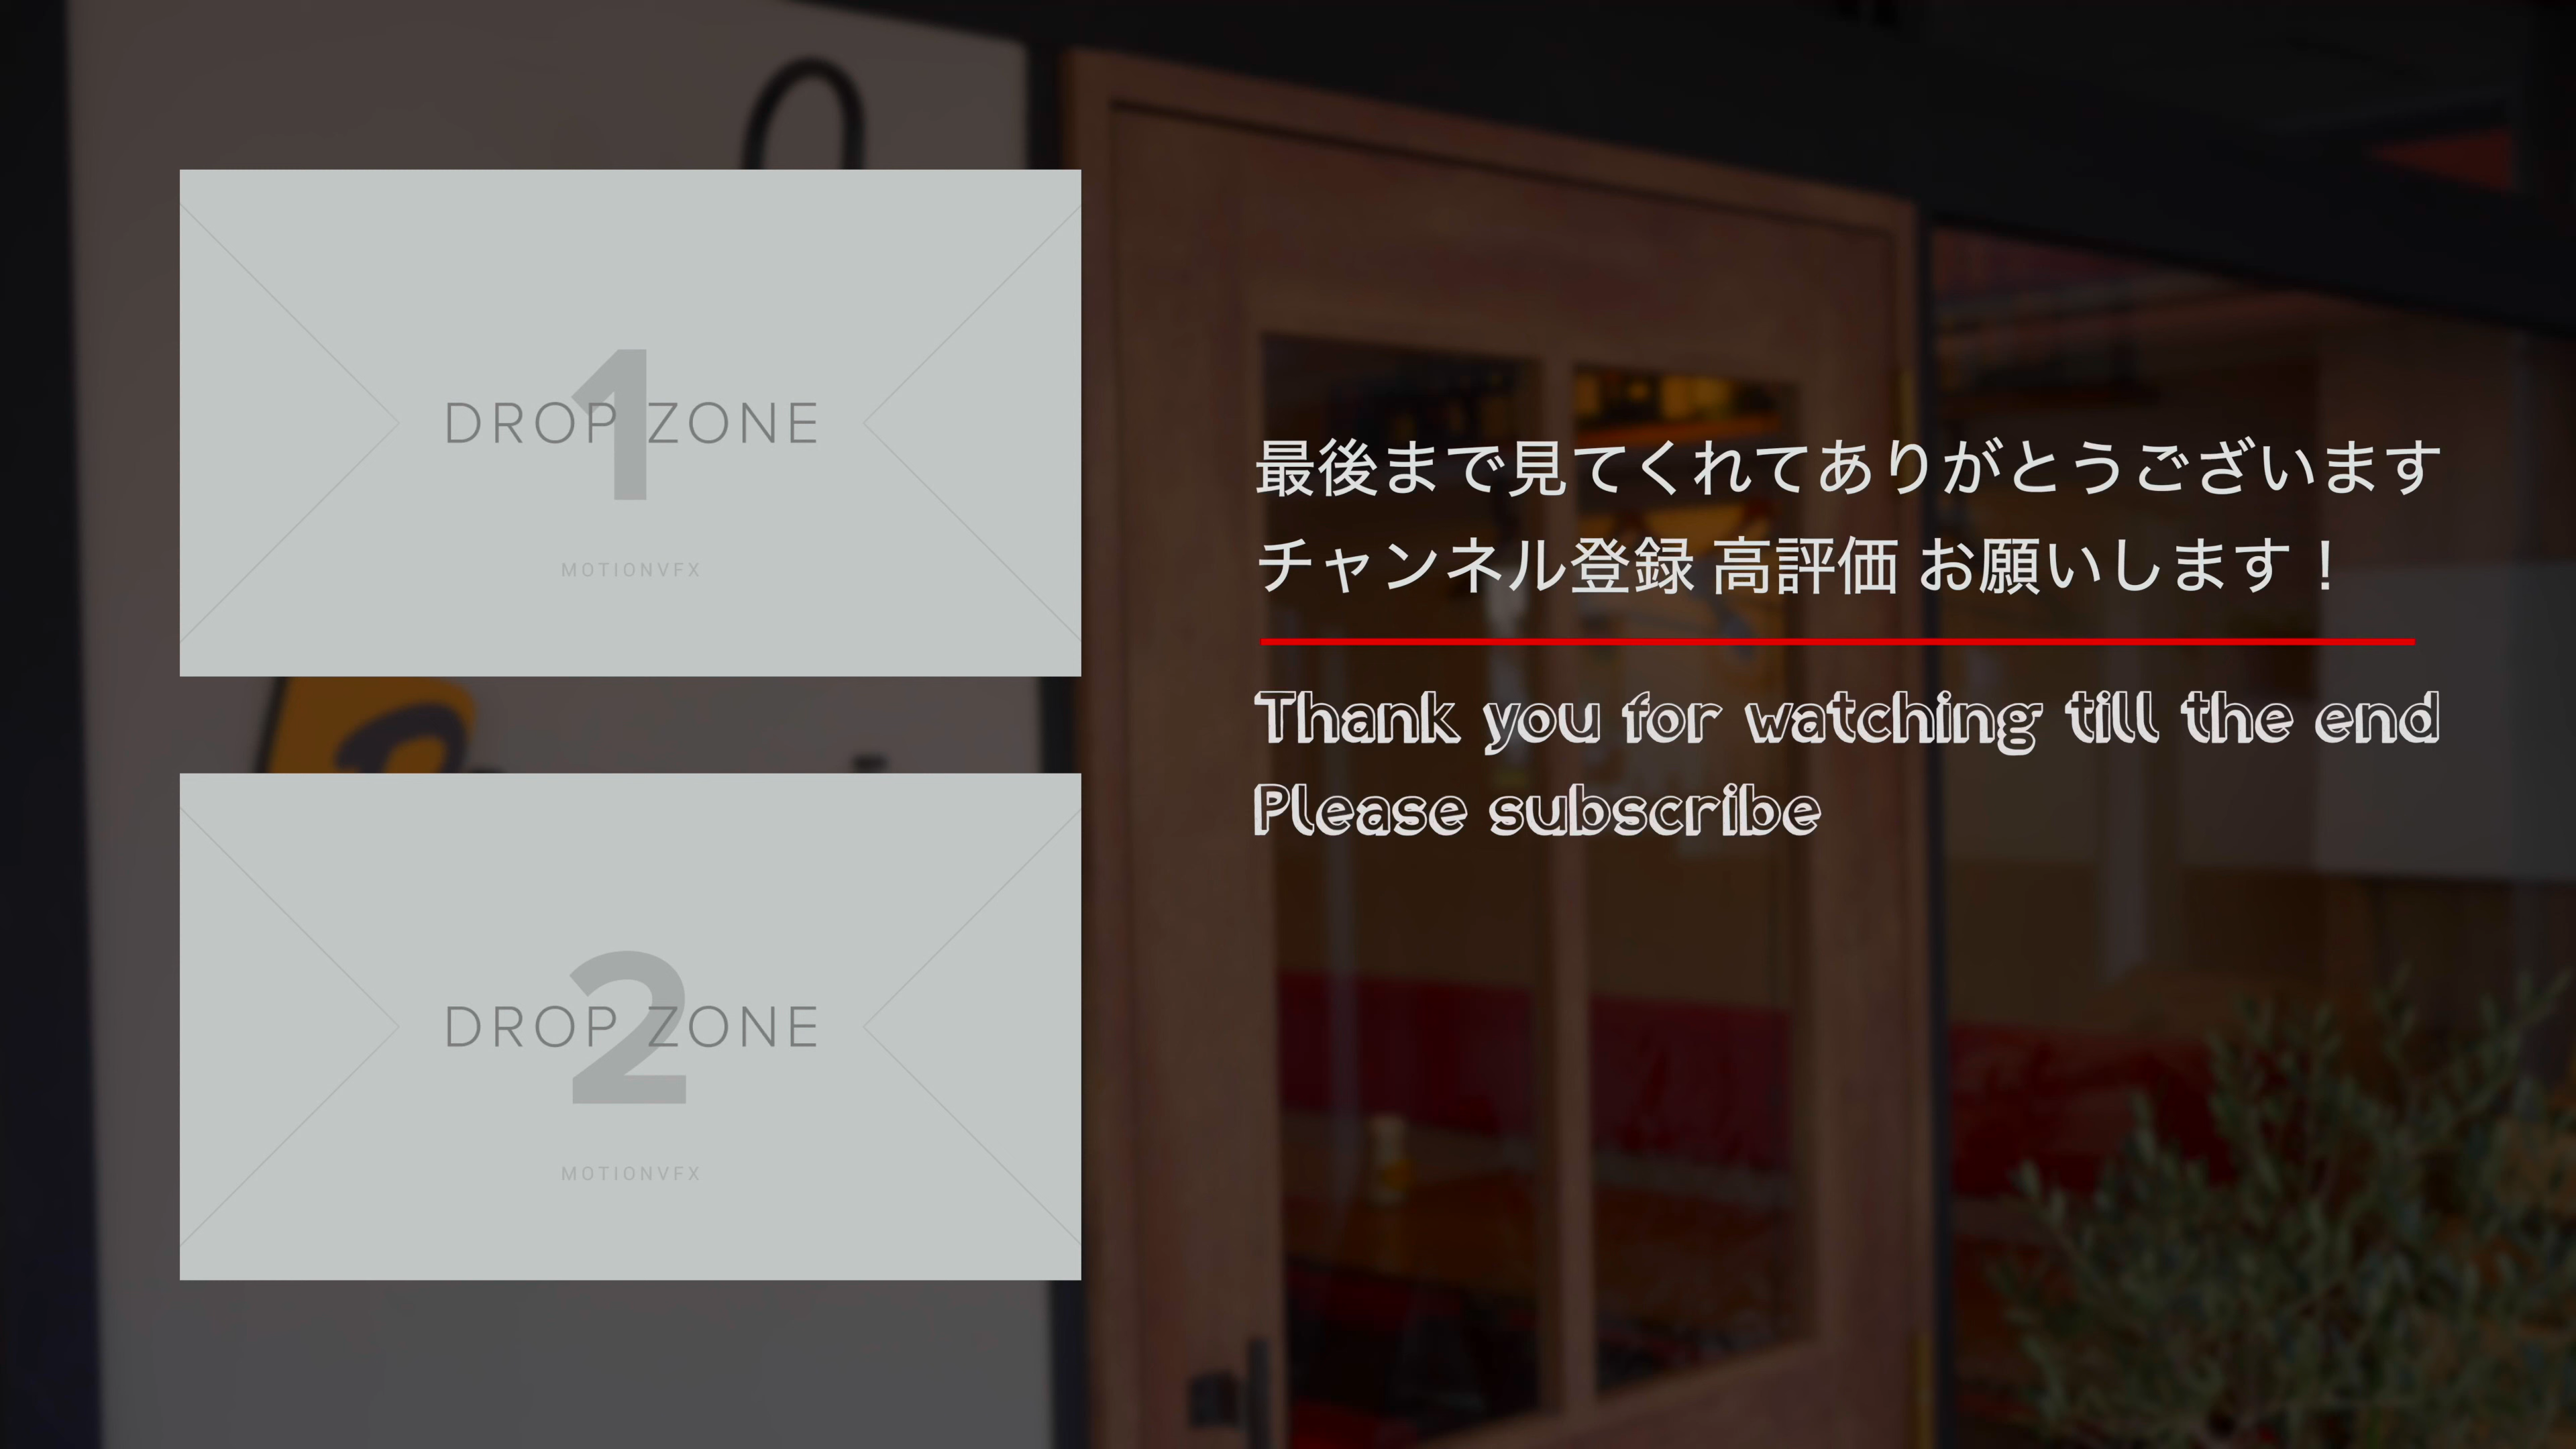 1
DROP ZONE
MOTIONVFX
2
DROP ZONE
MOTIONVFX
最後まで見てくれてありがとうございます
チャンネル登録 高評価 お願いします！
Thank you for watching till the end
Please subscribe